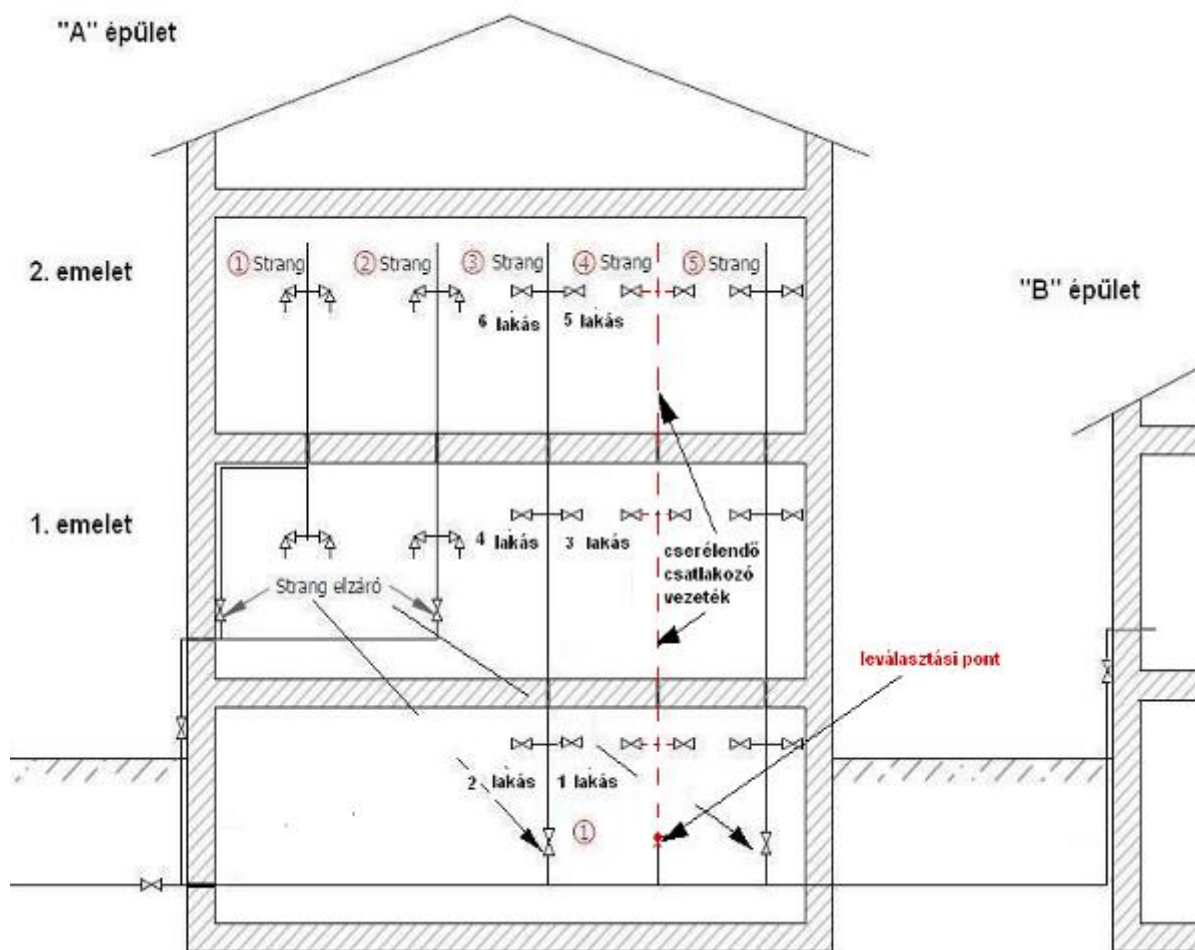 "A" épület
2. emelet
① Strang ② Strang ③ Strang ④ Strang ⑤ Strang
"B" épület
6 lakás 5 lakás
1. emelet
4 lakás 3 lakás
cserélendő
csatlakozó
vezeték
Strang elzáró
leválasztási pont
2 lakás 1 lakás
①